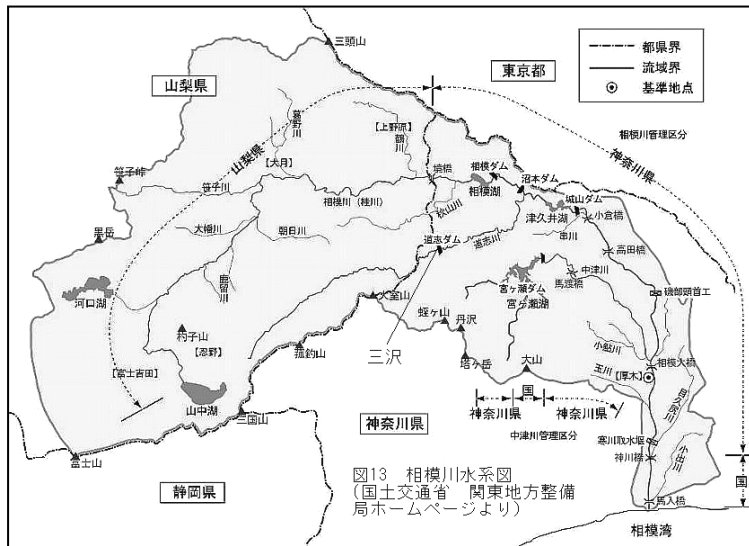 三頭山
都県界
流域界
基準地点
山梨県
東京都
相模川管理区分
神奈川県
葛野川
【上野原】
鶴川
山梨県
【大月】
境橋
相模ダム
沼本ダム
相模湖
城山ダム
笹子峠
笹子川
相模川(桂川)
秋山川
津久井湖
小倉橋
大幡川
朝日川
道志ダム
道志川
串川
高田橋
黒岳
鹿留川
中津川
馬渡橋
宮ヶ瀬ダム
宮ヶ瀬湖
磯部頭首工
河口湖
大室山
蛭ヶ山
丹沢
三沢
塔ヶ岳
大山
小鮎川
相模大橋
杓子山
【忍野】
菰釣山
玉川
【厚木】
目久尻川
【富士吉田】
山中湖
国
神奈川県
神奈川県
中津川管理区分
三国山
神奈川県
寒川取水堰
神川橋
小出川
富士山
静岡県
図13 相模川水系図
(国土交通省 関東地方整備
局ホームページより)
国
馬入橋
相模湾